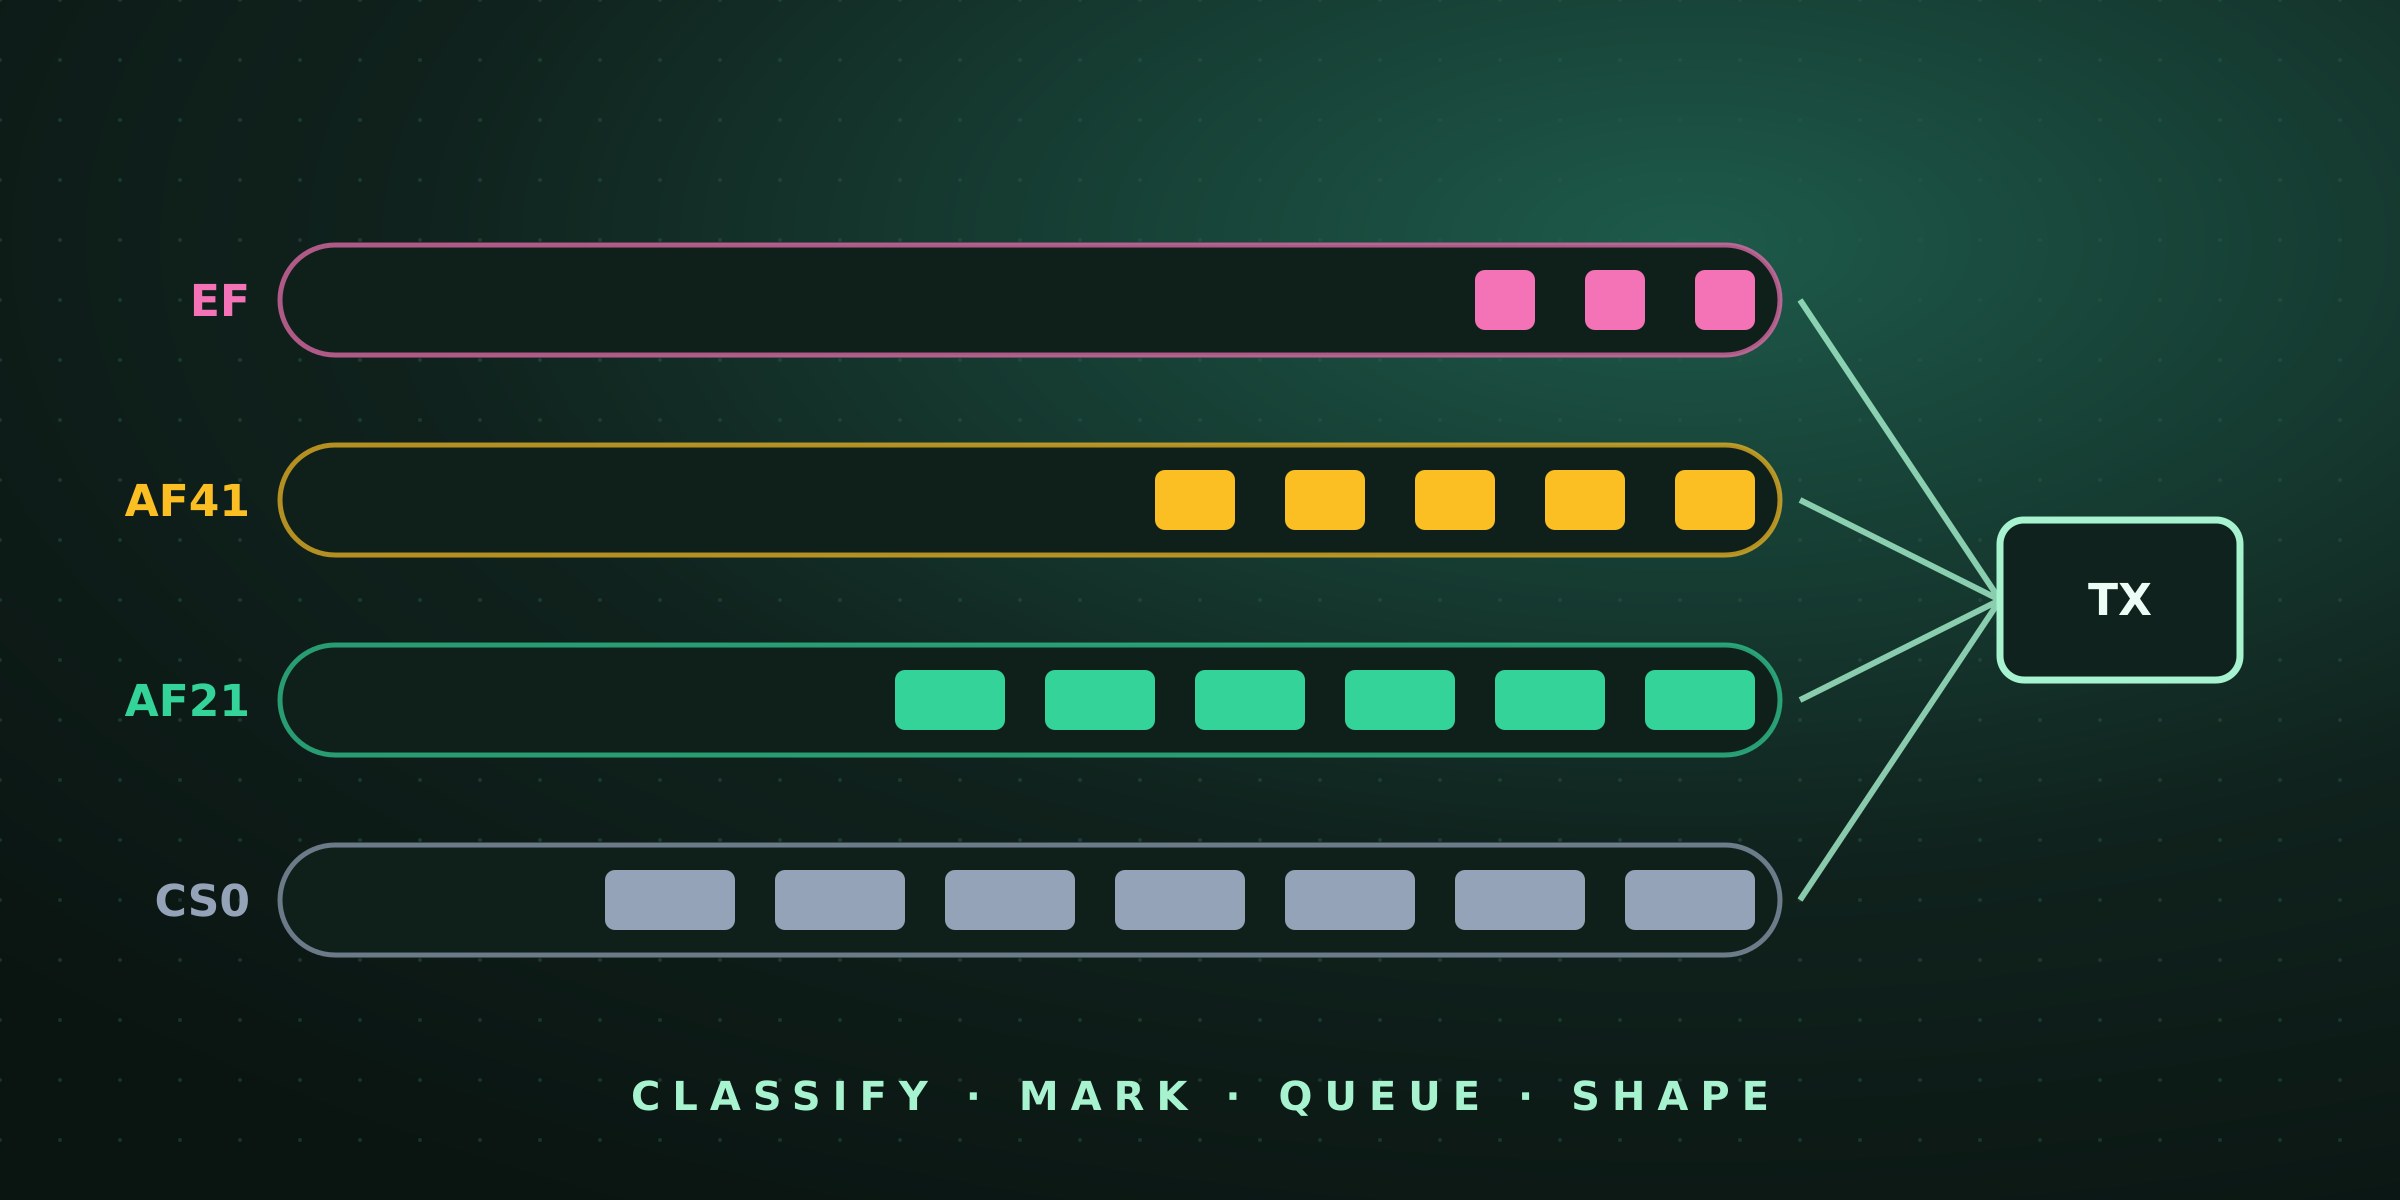 EF
AF41
TX
AF21
CS0
CLASSIFY · MARK · QUEUE · SHAPE